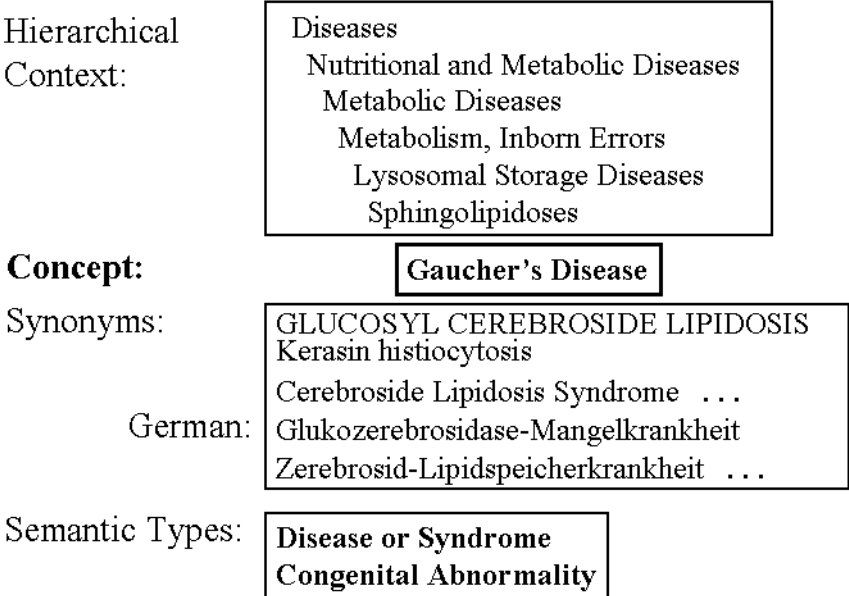 Hierarchical
Context:
Diseases
Nutritional and Metabolic Diseases
Metabolic Diseases
Metabolism, Inborn Errors
Lysosomal Storage Diseases
Sphingolipidoses
Concept:
Gaucher's Disease
Synonyms:
GLUCOSYL CEREBROSIDE LIPIDOSIS
Kerasin histiocytosis
Cerebroside Lipidosis Syndrome ...
German:
Glukozerebrosidase-Mangelkrankheit
Zerebrosid-Lipidspeicherkrankheit ...
Semantic Types:
Disease or Syndrome
Congenital Abnormality